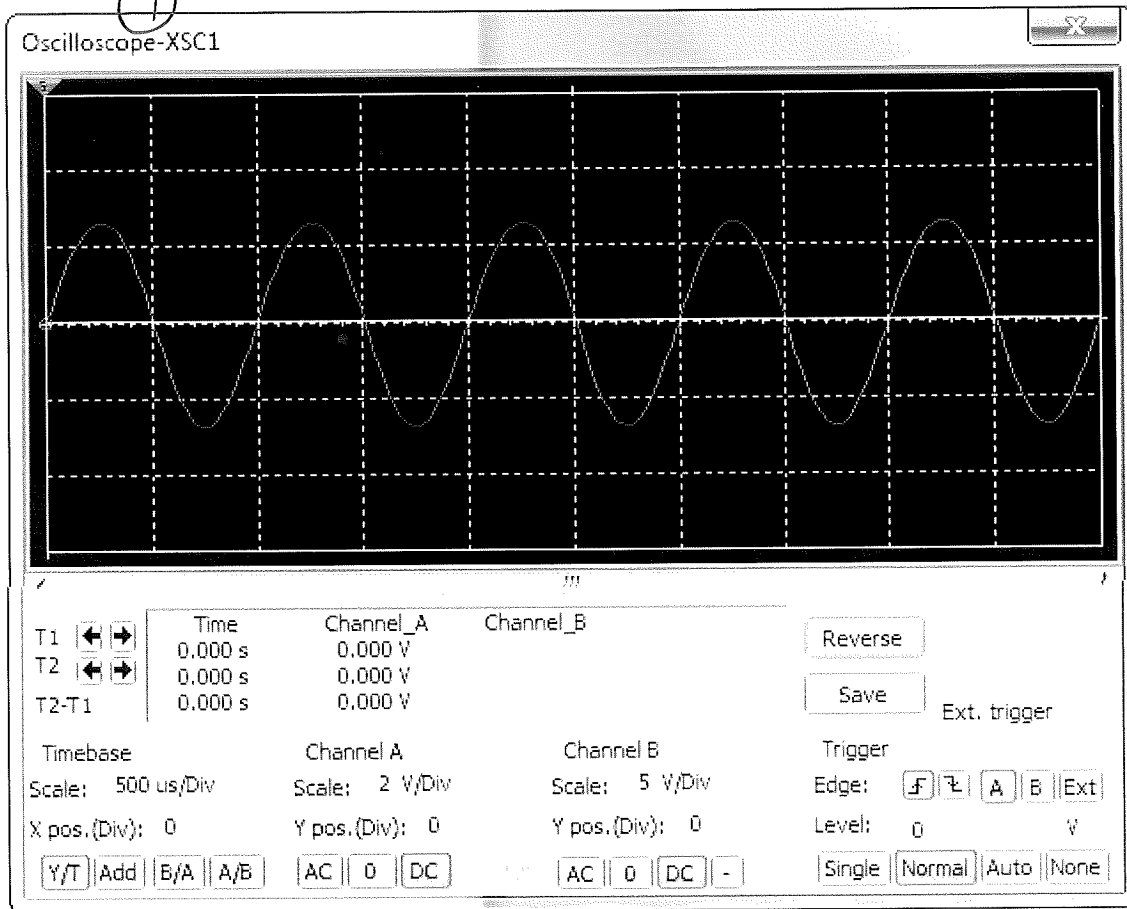 1
Oscilloscope-XSC1
X
T1 Time Channel_A Channel_B
0.000 s 0.000 V
T2 0.000 s 0.000 V
T2-T1 0.000 s 0.000 V
Reverse
Save
Ext. trigger
Timebase Channel A Channel B Trigger
Scale: 500 us/Div Scale: 2 V/Div Scale: 5 V/Div Edge: A B Ext
X pos.(Div): 0 Y pos.(Div): 0 Y pos.(Div): 0 Level: 0 V
Y/T Add B/A A/B AC 0 DC AC 0 DC - Single Normal Auto None